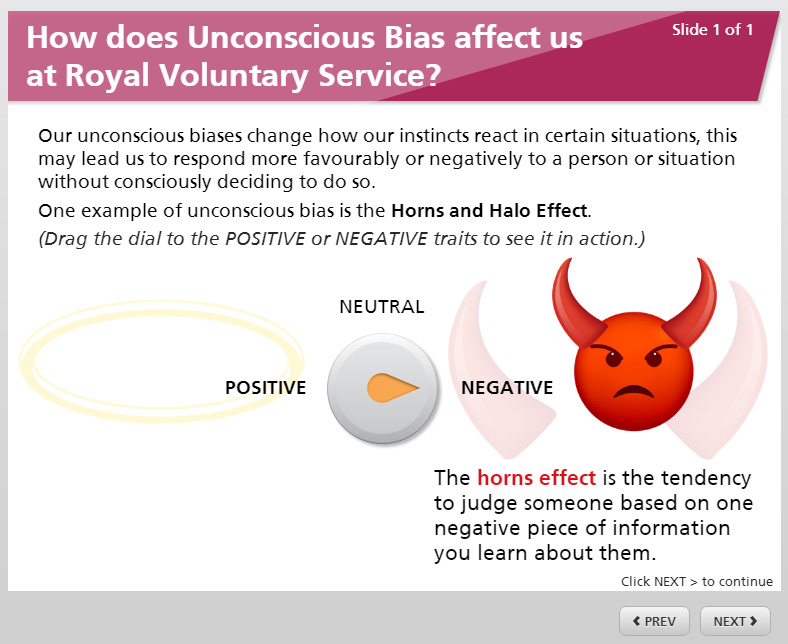 How does Unconscious Bias affect us
at Royal Voluntary Service?
Slide 1 of 1
Our unconscious biases change how our instincts react in certain situations, this
may lead us to respond more favourably or negatively to a person or situation
without consciously deciding to do so.
One example of unconscious bias is the Horns and Halo Effect.
(Drag the dial to the POSITIVE or NEGATIVE traits to see it in action.)
NEUTRAL
POSITIVE
NEGATIVE
The horns effect is the tendency
to judge someone based on one
negative piece of information
you learn about them.
Click NEXT > to continue
PREV
NEXT